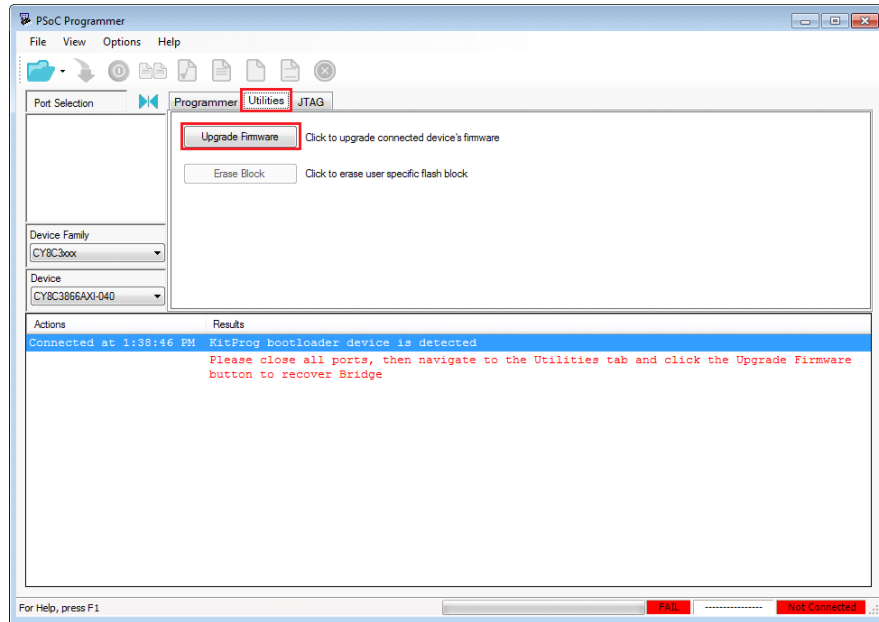 PSoC Programmer
File View Options Help
Port Selection
Programmer Utilities JTAG
Upgrade Firmware Click to upgrade connected device's firmware
Erase Block Click to erase user specific flash block
Device Family
CY8C3xxx
Device
CY8C3866AXI-040
Actions Results
Connected at 1:38:46 PM KitProg bootloader device is detected
Please close all ports, then navigate to the Utilities tab and click the Upgrade Firmware
button to recover Bridge
For Help, press F1 FAIL --------------- Not Connected